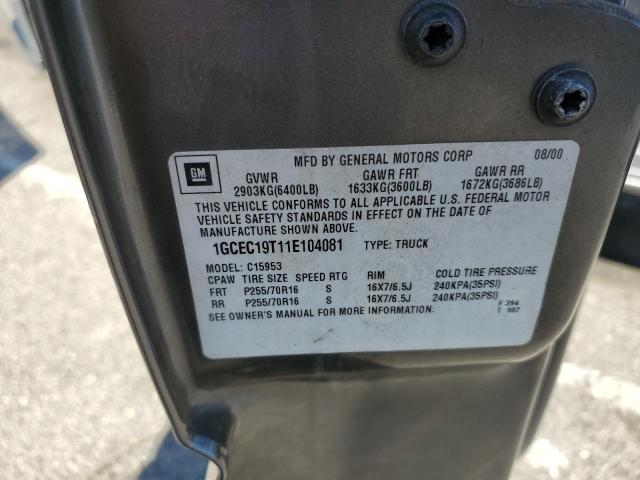 MFD BY GENERAL MOTORS CORP 08/00
GM
GVWR GAWR FRT GAWR RR
2903KG(6400LB) 1633KG(3600LB) 1672KG(3686LB)
THIS VEHICLE CONFORMS TO ALL APPLICABLE U.S. FEDERAL MOTOR
VEHICLE SAFETY STANDARDS IN EFFECT ON THE DATE OF
MANUFACTURE SHOWN ABOVE.
1GCEC19T11E104081 TYPE: TRUCK
MODEL: C15953
CPAW TIRE SIZE SPEED RTG RIM COLD TIRE PRESSURE
FRT P255/70R16 S 16X7/6.5J 240KPA(35PSI)
RR P255/70R16 S 16X7/6.5J 240KPA(35PSI)
SEE OWNER'S MANUAL FOR MORE INFORMATION.
F 394
T 902